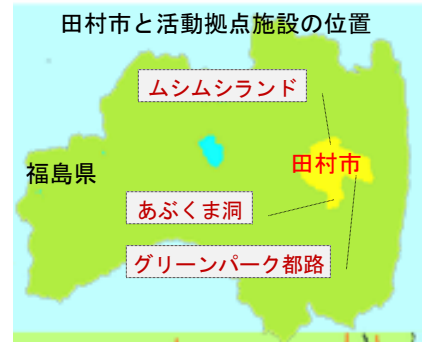 田村市と活動拠点施設の位置
ムシムシランド
田村市
福島県
あぶくま洞
グリーンパーク都路